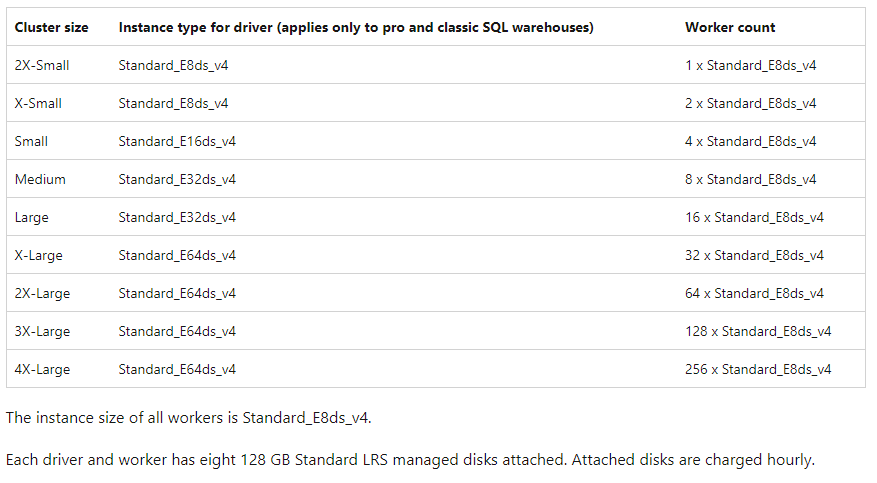 Cluster size Instance type for driver (applies only to pro and classic SQL warehouses) Worker count
2X-Small Standard_E8ds_v4 1 x Standard_E8ds_v4
X-Small Standard_E8ds_v4 2 x Standard_E8ds_v4
Small Standard_E16ds_v4 4 x Standard_E8ds_v4
Medium Standard_E32ds_v4 8 x Standard_E8ds_v4
Large Standard_E32ds_v4 16 x Standard_E8ds_v4
X-Large Standard_E64ds_v4 32 x Standard_E8ds_v4
2X-Large Standard_E64ds_v4 64 x Standard_E8ds_v4
3X-Large Standard_E64ds_v4 128 x Standard_E8ds_v4
4X-Large Standard_E64ds_v4 256 x Standard_E8ds_v4
The instance size of all workers is Standard_E8ds_v4.
Each driver and worker has eight 128 GB Standard LRS managed disks attached. Attached disks are charged hourly.